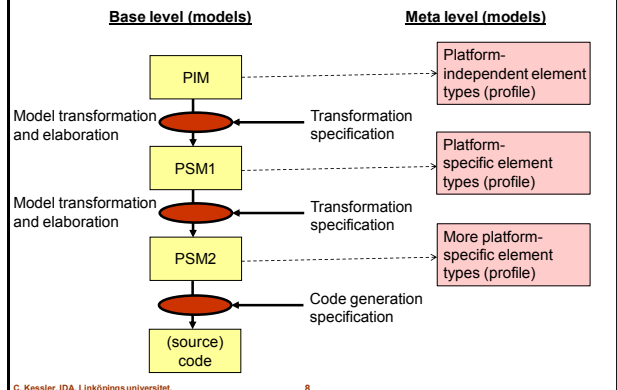 Base level (models)
Meta level (models)
PIM
Platform-
independent element
types (profile)
Model transformation
and elaboration
Transformation
specification
PSM1
Platform-
specific element
types (profile)
Model transformation
and elaboration
Transformation
specification
PSM2
More platform-
specific element
types (profile)
Code generation
specification
(source)
code
C. Kessler, IDA, Linköpings universitet.
8